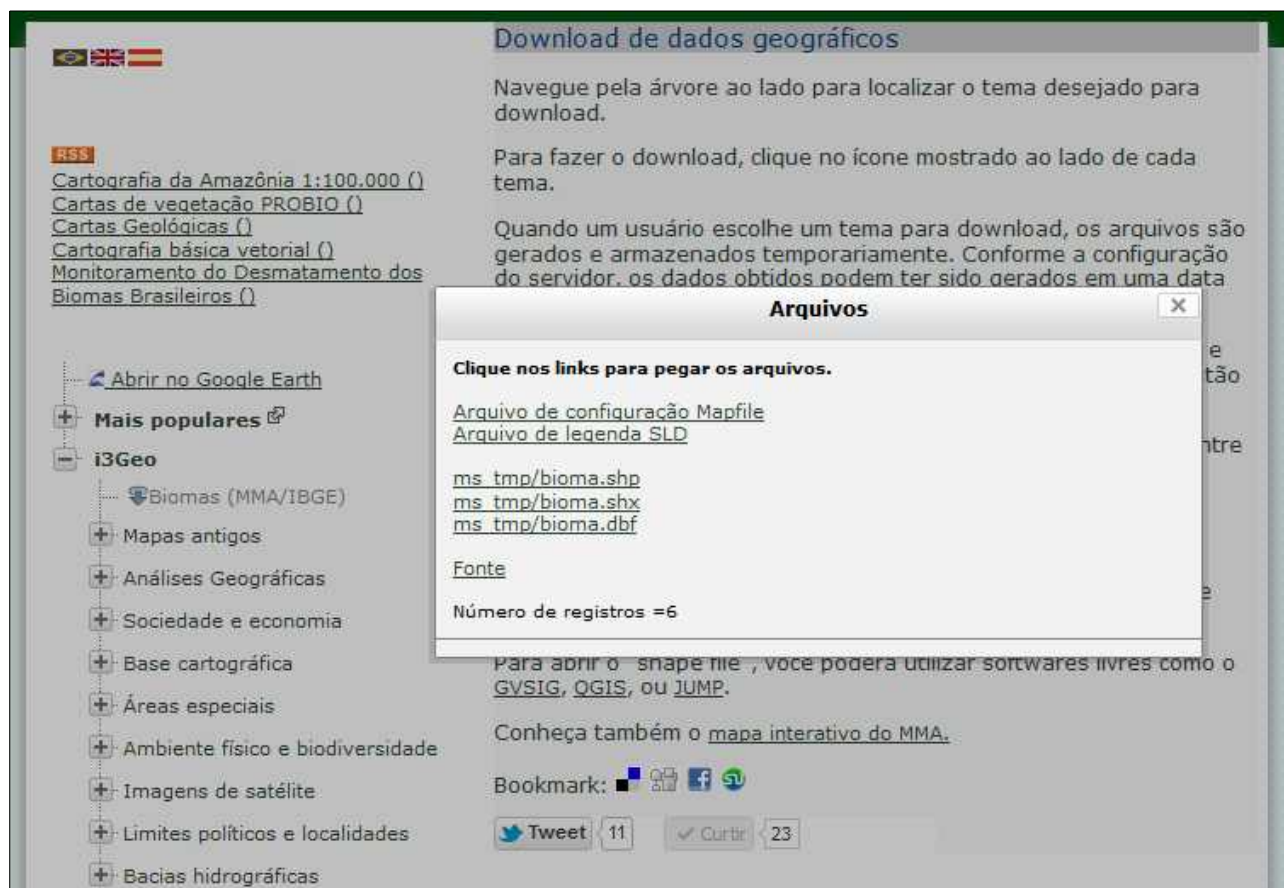 Download de dados geográficos
Navegue pela árvore ao lado para localizar o tema desejado para
download.
Para fazer o download, clique no ícone mostrado ao lado de cada
tema.
Quando um usuário escolhe um tema para download, os arquivos são
gerados e armazenados temporariamente. Conforme a configuração
do servidor, os dados obtidos podem ter sido gerados em uma data
RSS
Cartografia da Amazônia 1:100.000 ()
Cartas de vegetação PROBIO ()
Cartas Geológicas ()
Cartografia básica vetorial ()
Monitoramento do Desmatamento dos
Biomas Brasileiros ()
Abrir no Google Earth
Mais populares
i3Geo
Biomas (MMA/IBGE)
Mapas antigos
Análises Geográficas
Sociedade e economia
Base cartográfica
Áreas especiais
Ambiente físico e biodiversidade
Imagens de satélite
Limites políticos e localidades
Bacias hidrográficas
Arquivos
Clique nos links para pegar os arquivos.
Arquivo de configuração Mapfile
Arquivo de legenda SLD
ms_tmp/bioma.shp
ms_tmp/bioma.shx
ms_tmp/bioma.dbf
Fonte
Número de registros =6
e
tão
ntre
Para abrir o "shape file", você poderá utilizar softwares livres como o
GVSIG, QGIS, ou JUMP.
Conheça também o mapa interativo do MMA.
Bookmark:
Tweet 11 Curtir 23